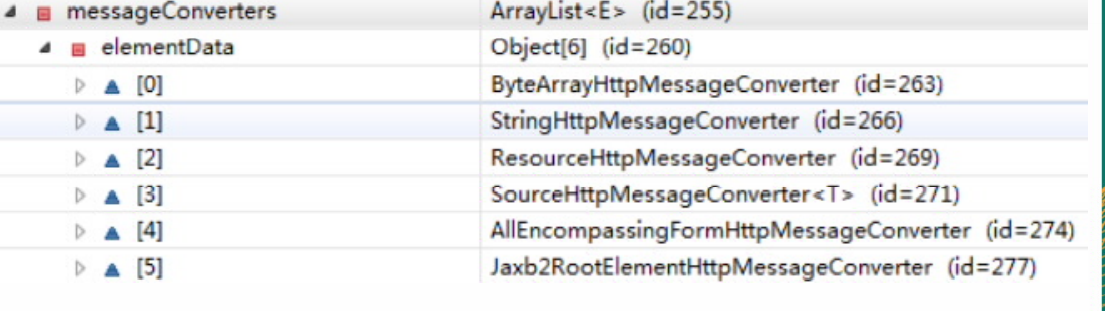 messageConverters ArrayList<E> (id=255)
elementData Object[6] (id=260)
[0] ByteArrayHttpMessageConverter (id=263)
[1] StringHttpMessageConverter (id=266)
[2] ResourceHttpMessageConverter (id=269)
[3] SourceHttpMessageConverter<T> (id=271)
[4] AllEncompassingFormHttpMessageConverter (id=274)
[5] Jaxb2RootElementHttpMessageConverter (id=277)